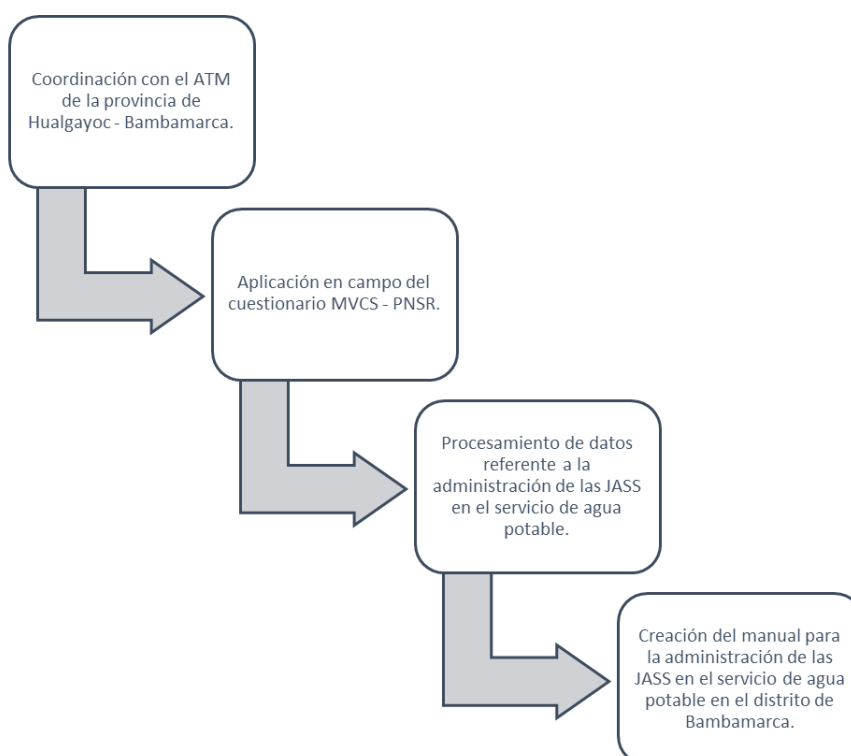 Coordinación con el ATM
de la provincia de
Hualgayoc - Bambamarca.
Aplicación en campo del
cuestionario MVCS - PNSR.
Procesamiento de datos
referente a la
administración de las JASS
en el servicio de agua
potable.
Creación del manual para
la administración de las
JASS en el servicio de agua
potable en el distrito de
Bambamarca.